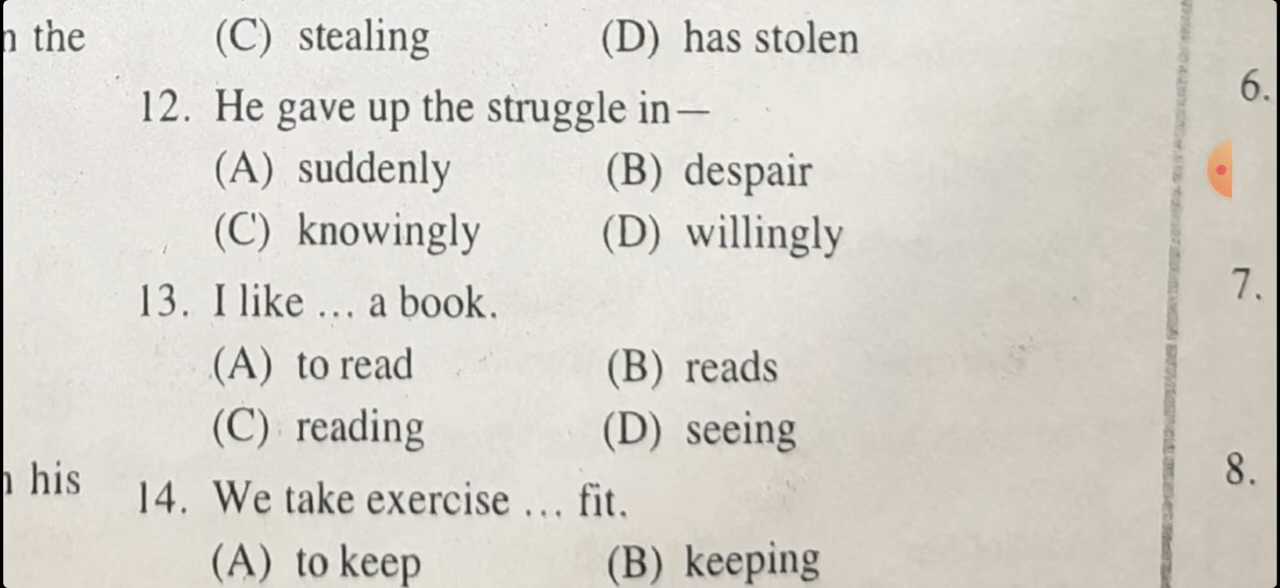 n the (C) stealing (D) has stolen
12. He gave up the struggle in— 6.
(A) suddenly (B) despair
(C) knowingly (D) willingly
13. I like ... a book. 7.
(A) to read (B) reads
(C) reading (D) seeing
his 14. We take exercise ... fit. 8.
(A) to keep (B) keeping